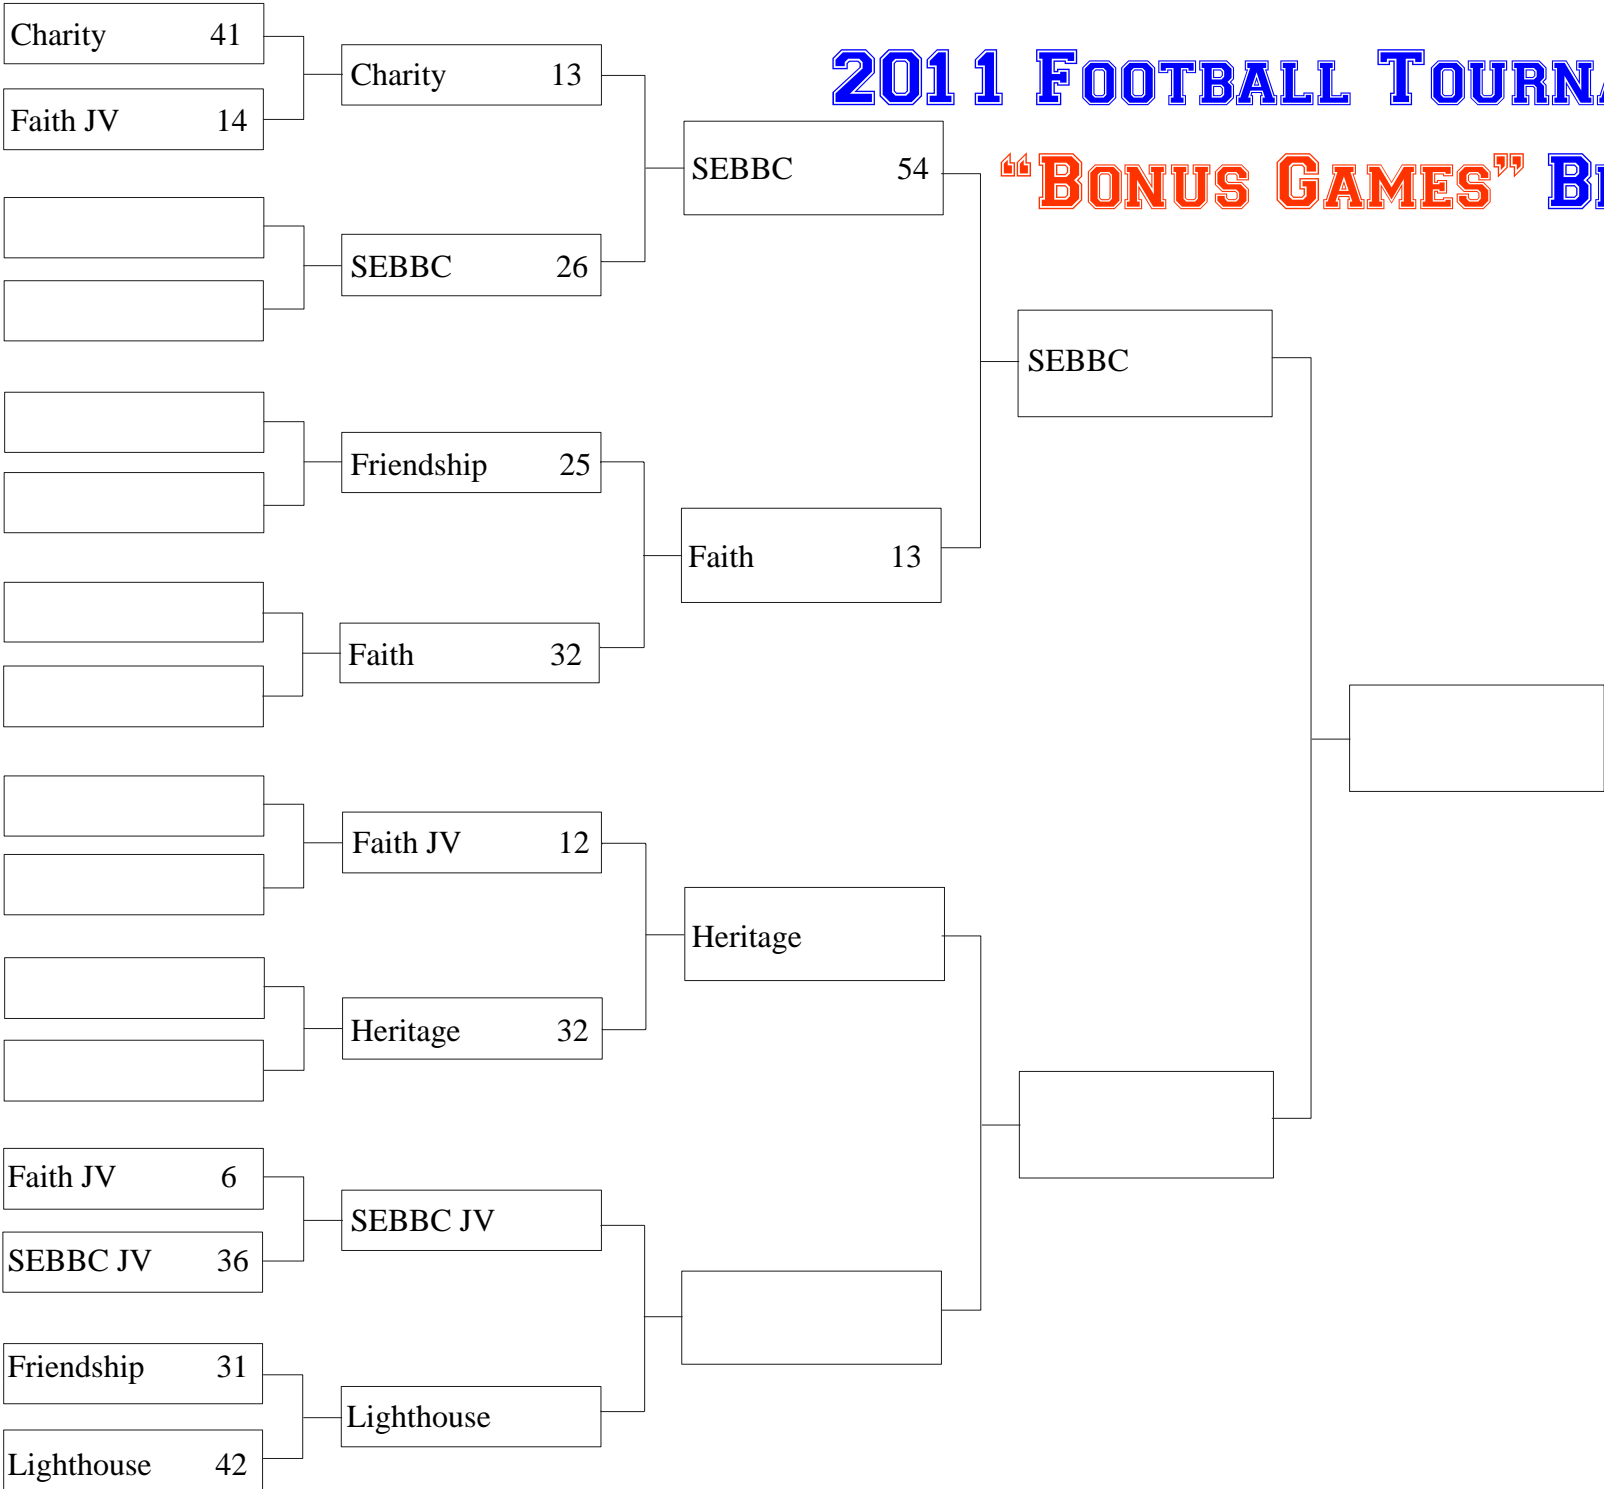 2011 FOOTBALL TOURNA
“BONUS GAMES”
Charity 41
Faith JV 14
Charity 13
SEBBC 26
SEBBC 54
Friendship 25
Faith 32
Faith 13
SEBBC
Faith JV 12
Heritage 32
Heritage
Faith JV 6
SEBBC JV 36
SEBBC JV
Friendship 31
Lighthouse 42
Lighthouse